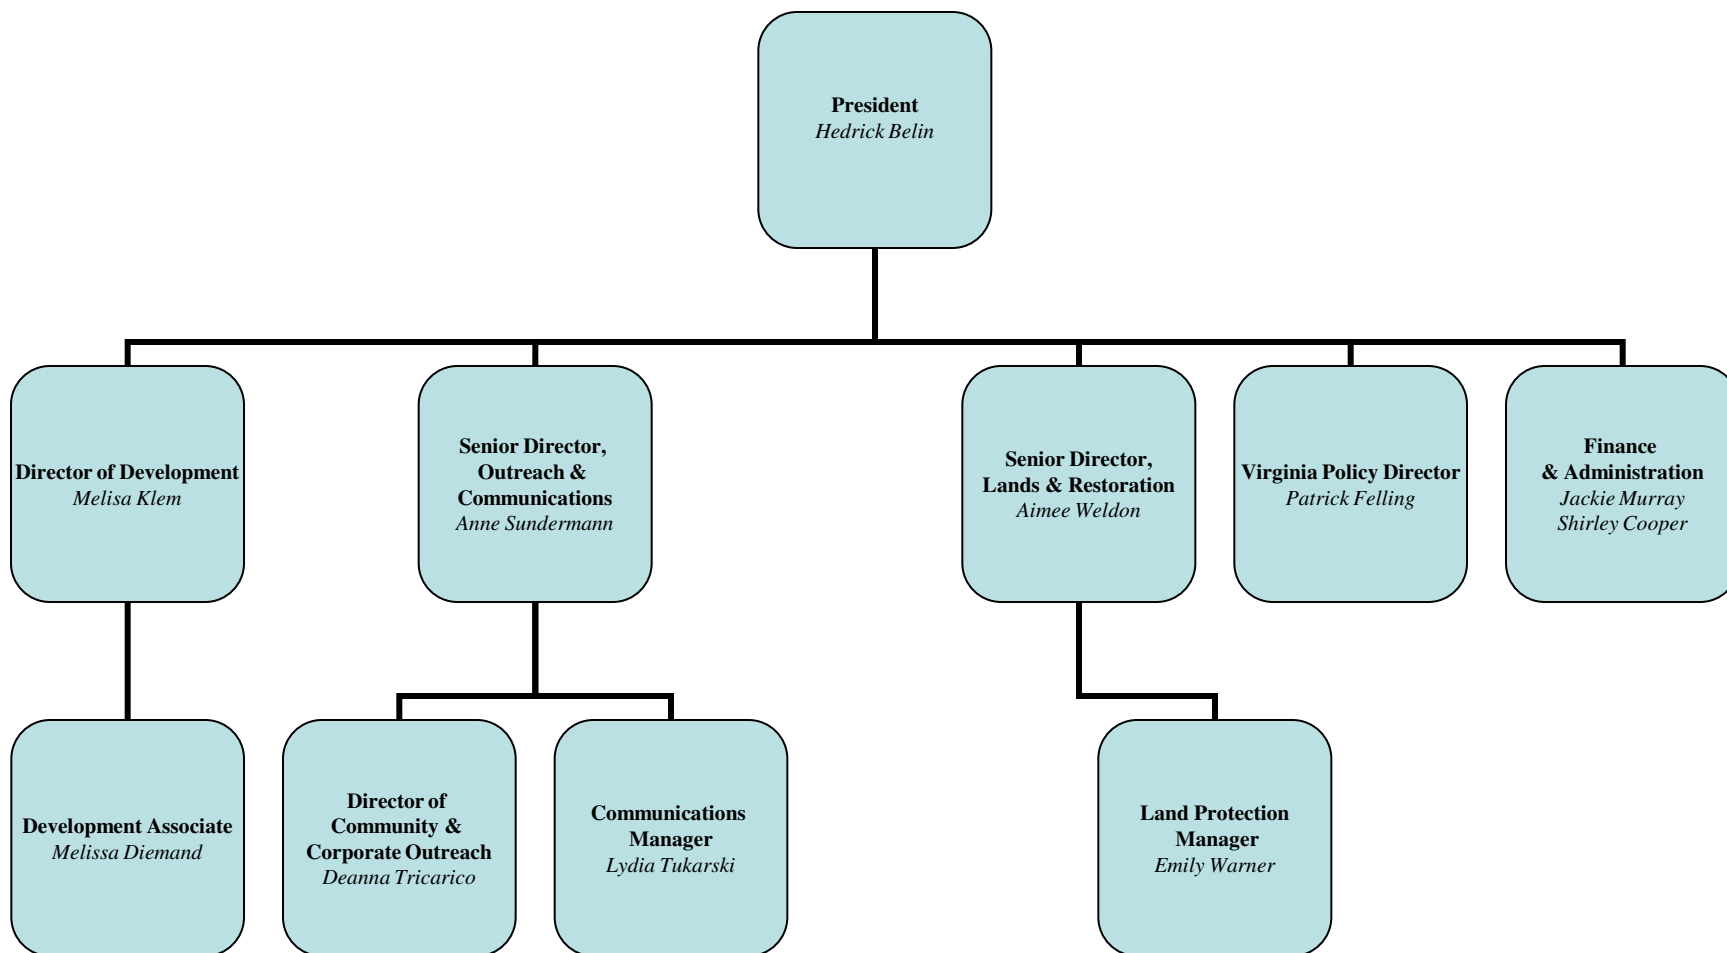 President
Hedrick Belin
Director of Development
Melisa Klem
Senior Director,
Outreach &
Communications
Anne Sundermann
Senior Director,
Lands & Restoration
Aimee Weldon
Virginia Policy Director
Patrick Felling
Finance
& Administration
Jackie Murray
Shirley Cooper
Development Associate
Melissa Diemand
Director of
Community &
Corporate Outreach
Deanna Tricarico
Communications
Manager
Lydia Tukarski
Land Protection
Manager
Emily Warner